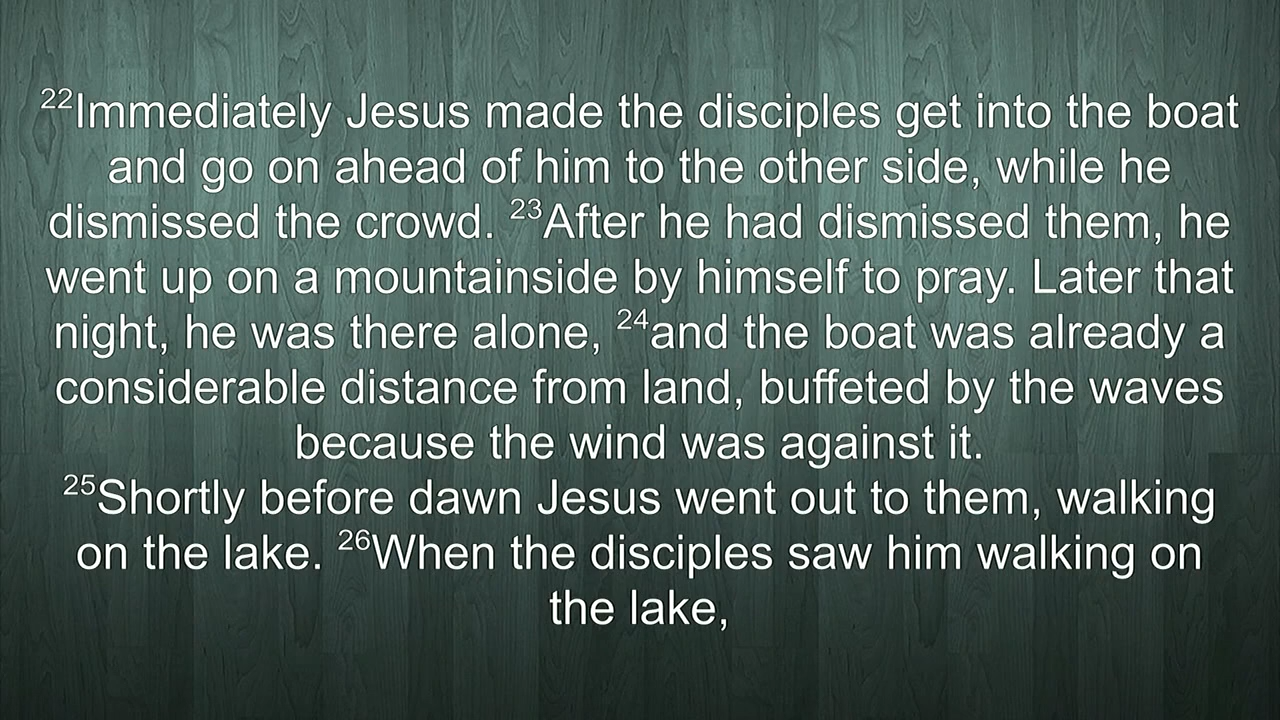 ²²Immediately Jesus made the disciples get into the boat
and go on ahead of him to the other side, while he
dismissed the crowd. ²³After he had dismissed them, he
went up on a mountainside by himself to pray. Later that
night, he was there alone, ²⁴and the boat was already a
considerable distance from land, buffeted by the waves
because the wind was against it.
²⁵Shortly before dawn Jesus went out to them, walking
on the lake. ²⁶When the disciples saw him walking on
the lake,